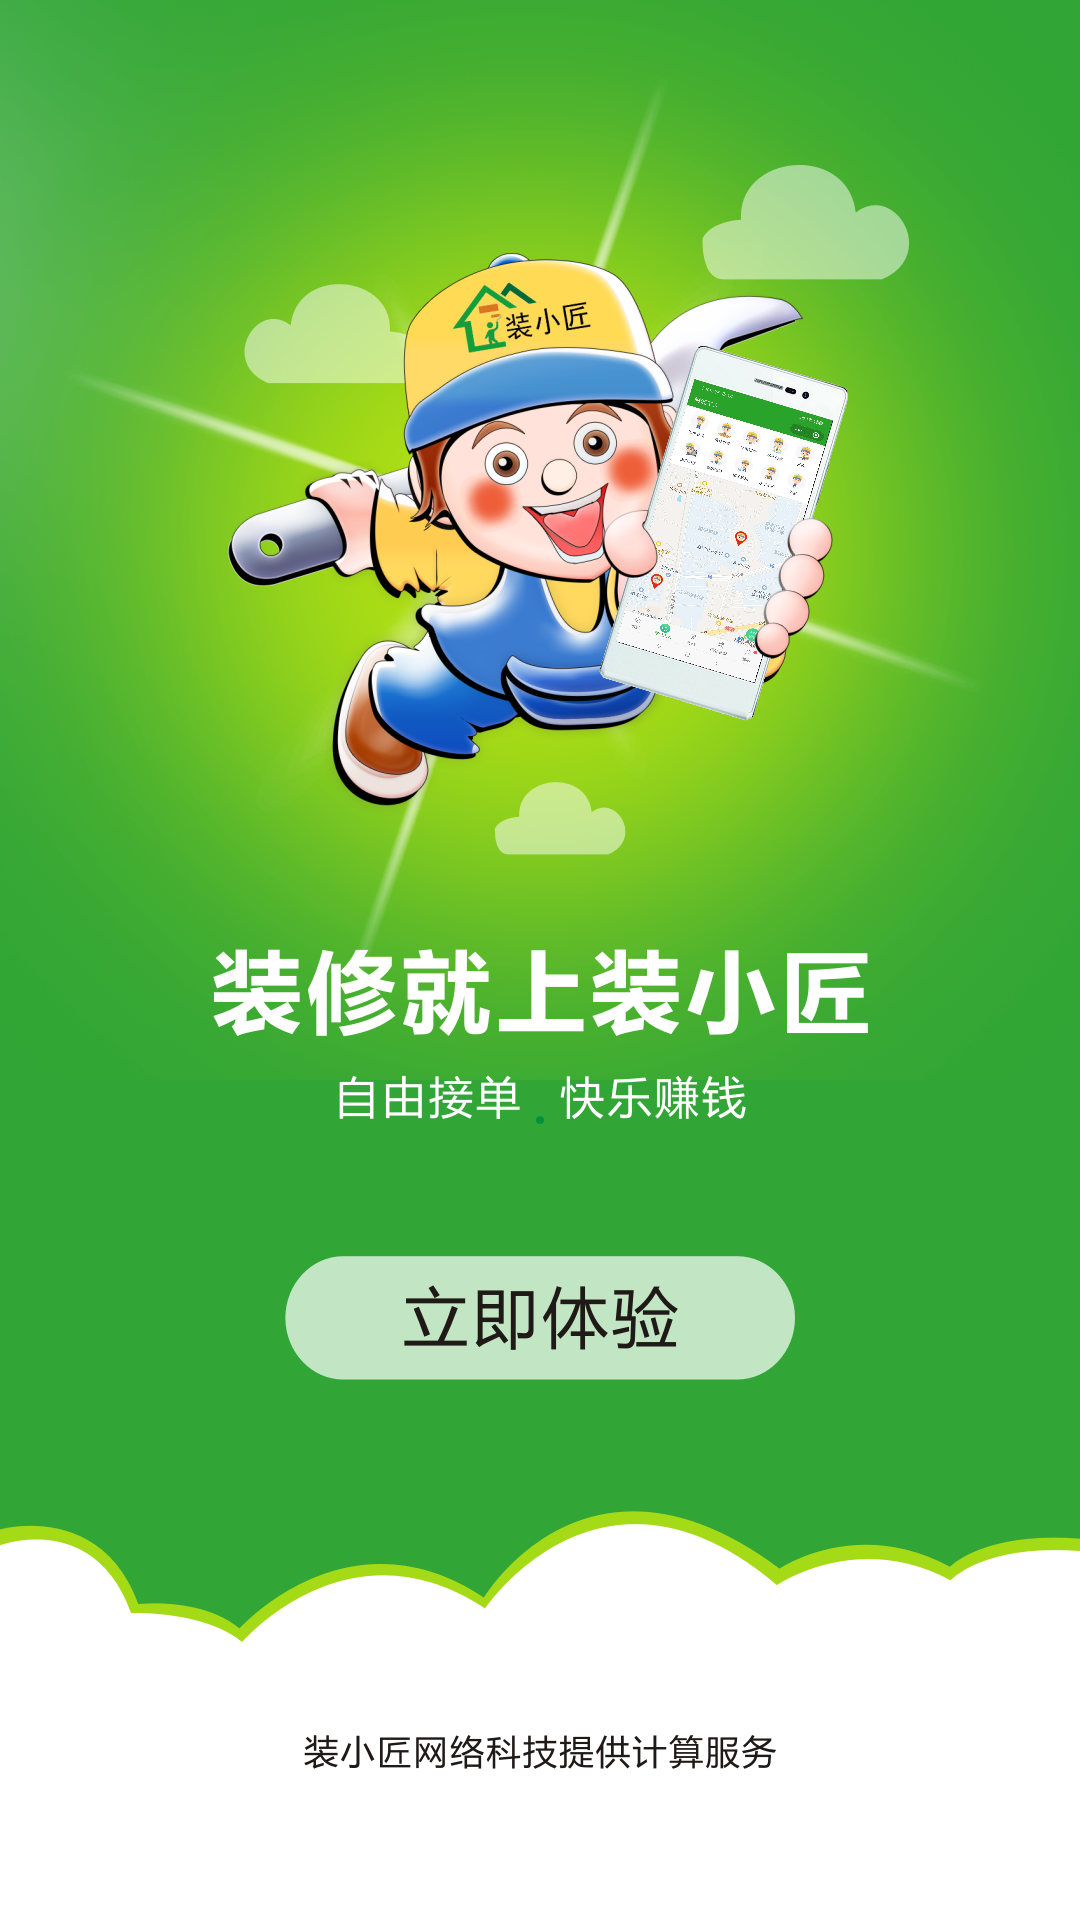 装小匠
装修就上装小匠
自由接单 快乐赚钱
立即体验
装小匠网络科技提供计算服务